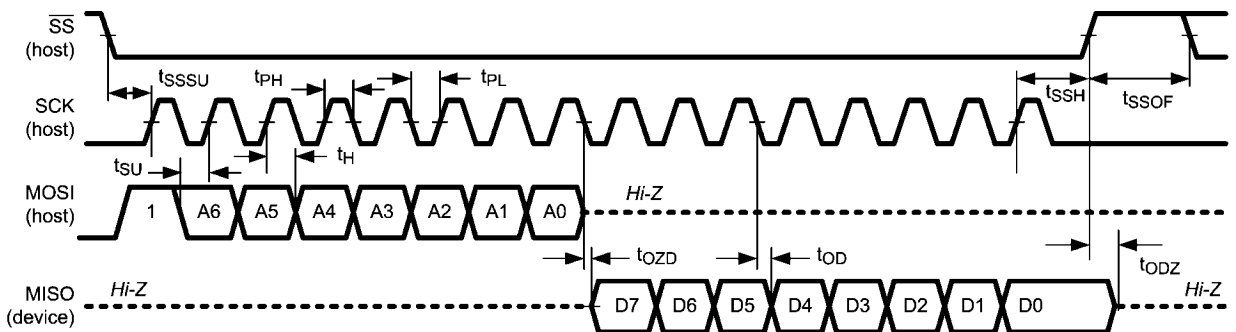 SS
(host)
tSSSU
tPH
tPL
tSSH
tSSOF
SCK
(host)
tSU
tH
MOSI
(host)
1 A6 A5 A4 A3 A2 A1 A0
Hi-Z
tOZD
tOD
tODZ
MISO
(device)
Hi-Z
D7 D6 D5 D4 D3 D2 D1 D0
Hi-Z